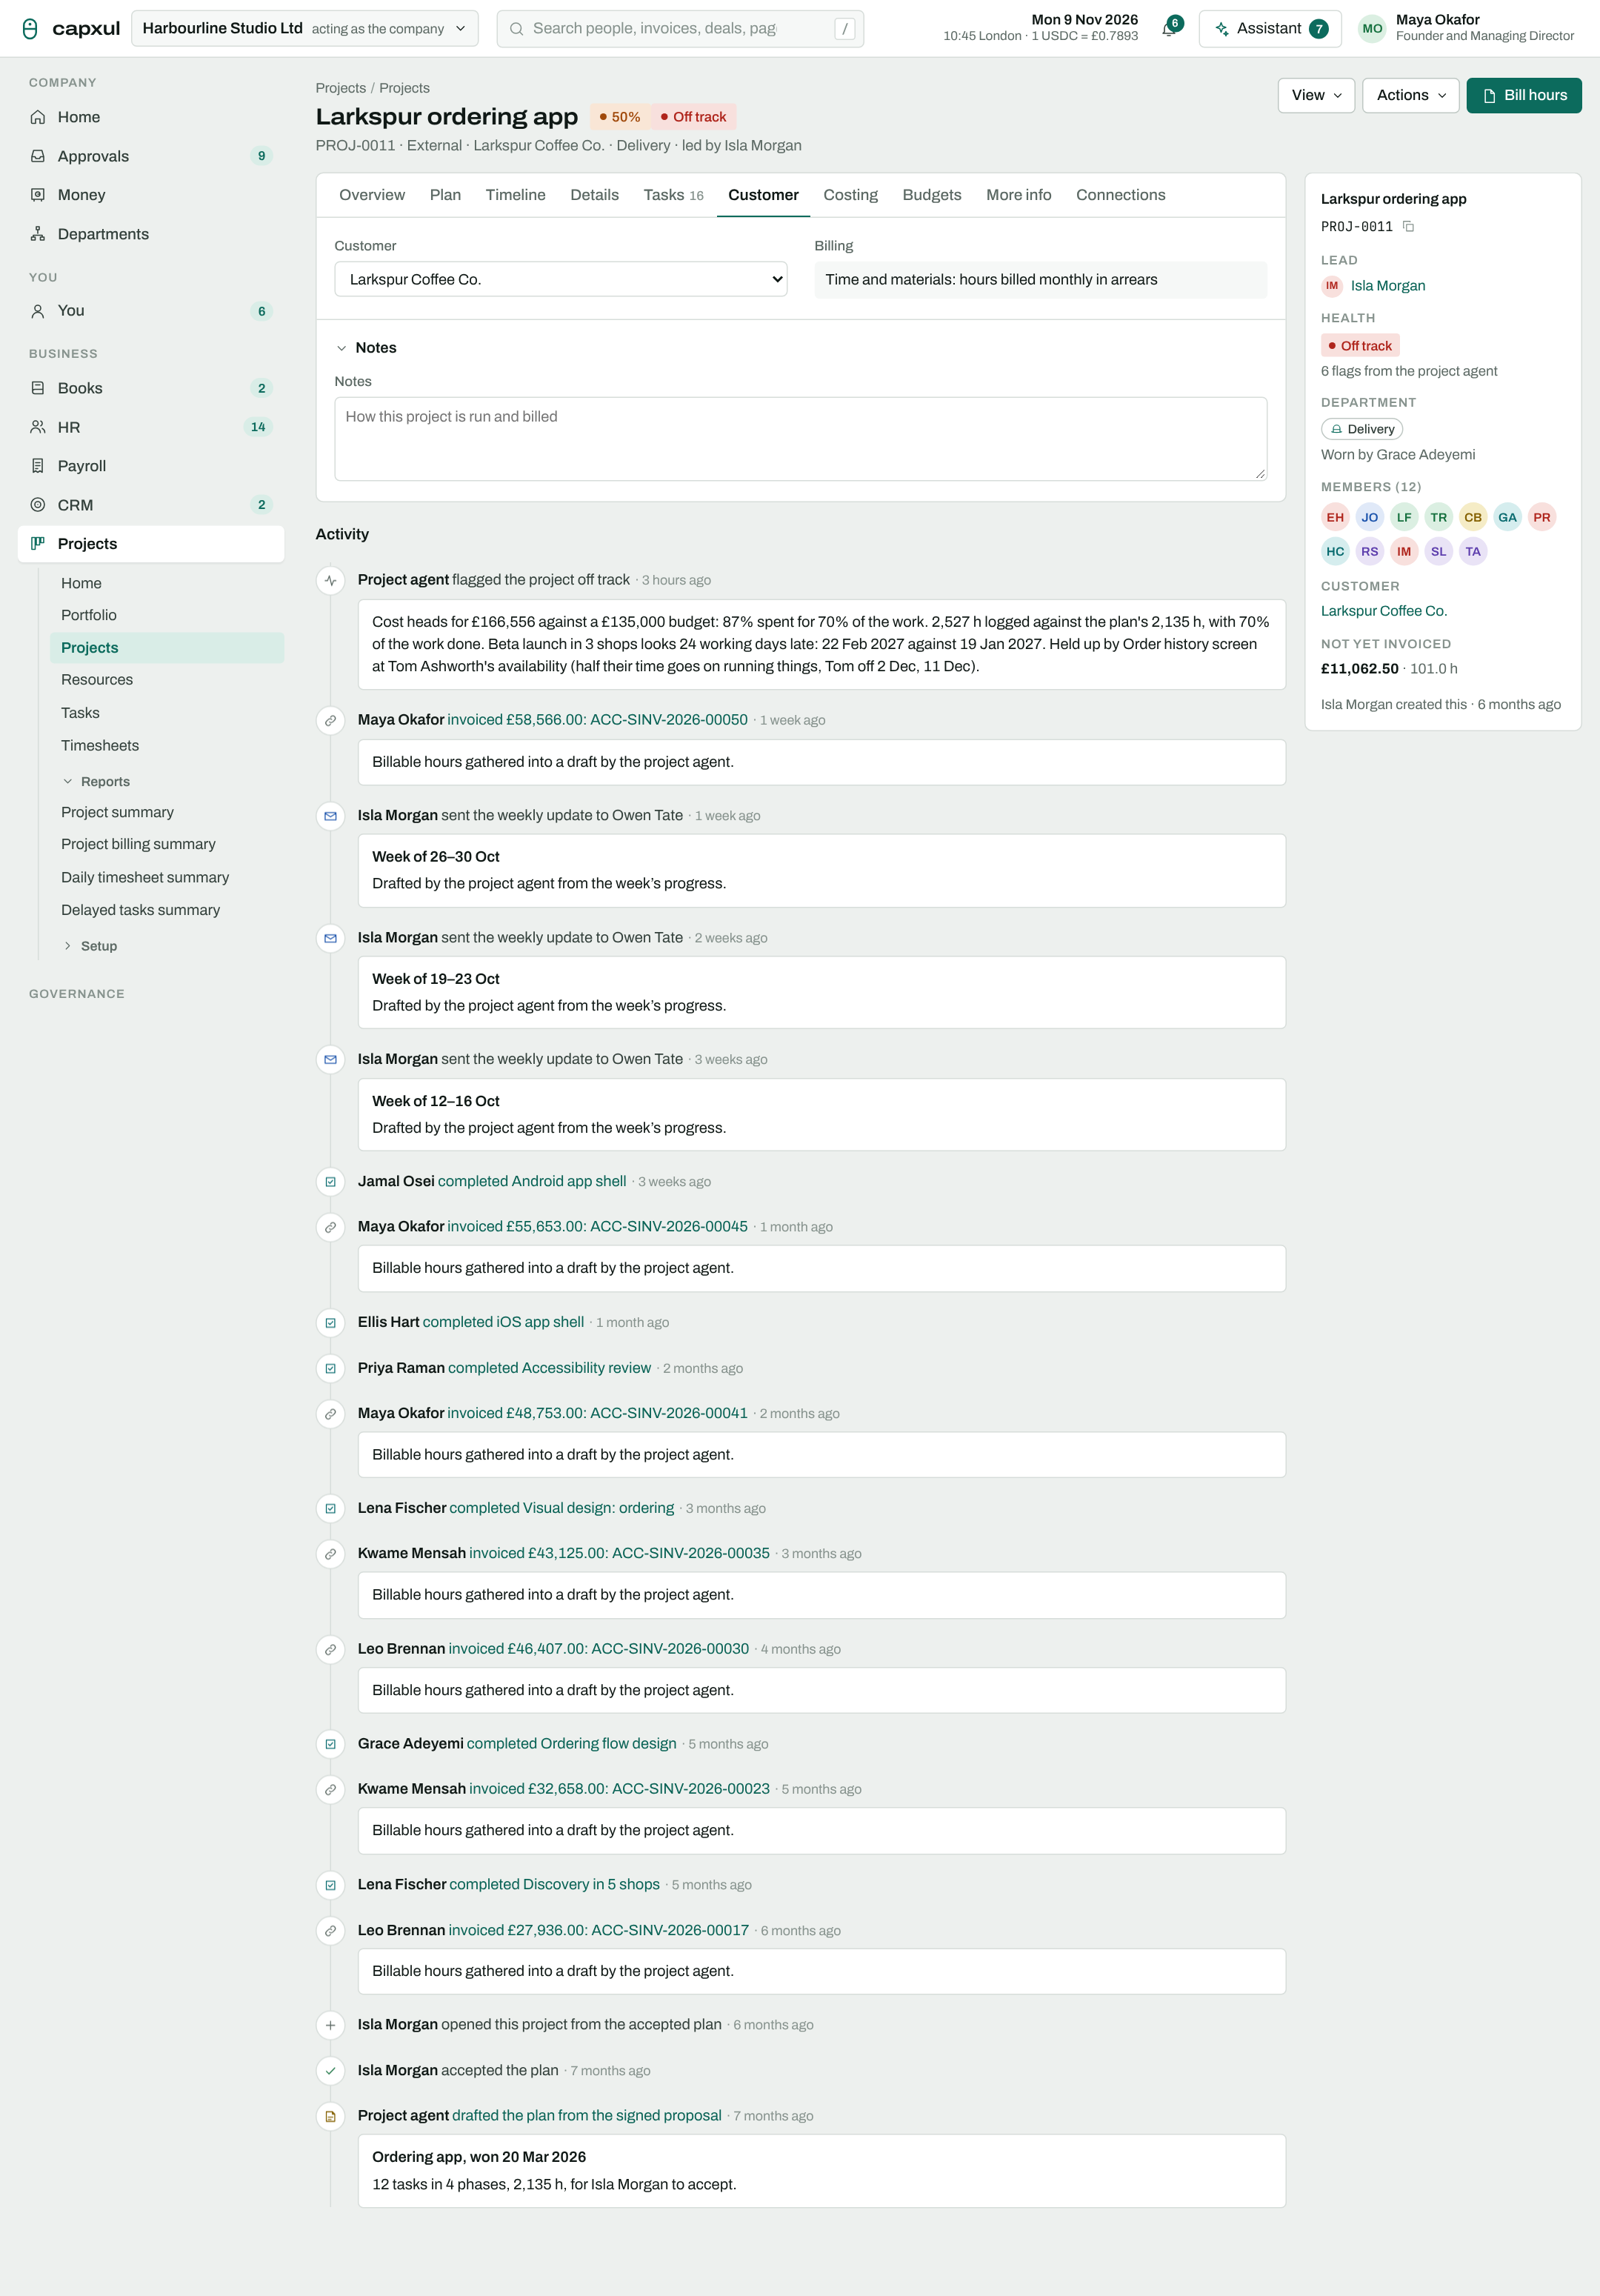 capxul
Harbourline Studio Ltd acting as the company
Search people, invoices, deals, pag
/
Mon 9 Nov 2026
10:45 London · 1 USDC = £0.7893
6
Assistant 7
MO
Maya Okafor
Founder and Managing Director
COMPANY
Home
Approvals 9
Money
Departments
YOU
You 6
BUSINESS
Books 2
HR 14
Payroll
CRM 2
Projects
Home
Portfolio
Projects
Resources
Tasks
Timesheets
Reports
Project summary
Project billing summary
Daily timesheet summary
Delayed tasks summary
Setup
GOVERNANCE
Projects / Projects
Larkspur ordering app 50% Off track
PROJ-0011 · External · Larkspur Coffee Co. · Delivery · led by Isla Morgan
View
Actions
Bill hours
Overview Plan Timeline Details Tasks 16 Customer Costing Budgets More info Connections
Customer
Larkspur Coffee Co.
Billing
Time and materials: hours billed monthly in arrears
Notes
Notes
How this project is run and billed
Activity
Project agent flagged the project off track · 3 hours ago
Cost heads for £166,556 against a £135,000 budget: 87% spent for 70% of the work. 2,527 h logged against the plan's 2,135 h, with 70%
of the work done. Beta launch in 3 shops looks 24 working days late: 22 Feb 2027 against 19 Jan 2027. Held up by Order history screen
at Tom Ashworth's availability (half their time goes on running things, Tom off 2 Dec, 11 Dec).
Maya Okafor invoiced £58,566.00: ACC-SINV-2026-00050 · 1 week ago
Billable hours gathered into a draft by the project agent.
Isla Morgan sent the weekly update to Owen Tate · 1 week ago
Week of 26–30 Oct
Drafted by the project agent from the week’s progress.
Isla Morgan sent the weekly update to Owen Tate · 2 weeks ago
Week of 19–23 Oct
Drafted by the project agent from the week’s progress.
Isla Morgan sent the weekly update to Owen Tate · 3 weeks ago
Week of 12–16 Oct
Drafted by the project agent from the week’s progress.
Jamal Osei completed Android app shell · 3 weeks ago
Maya Okafor invoiced £55,653.00: ACC-SINV-2026-00045 · 1 month ago
Billable hours gathered into a draft by the project agent.
Ellis Hart completed iOS app shell · 1 month ago
Priya Raman completed Accessibility review · 2 months ago
Maya Okafor invoiced £48,753.00: ACC-SINV-2026-00041 · 2 months ago
Billable hours gathered into a draft by the project agent.
Lena Fischer completed Visual design: ordering · 3 months ago
Kwame Mensah invoiced £43,125.00: ACC-SINV-2026-00035 · 3 months ago
Billable hours gathered into a draft by the project agent.
Leo Brennan invoiced £46,407.00: ACC-SINV-2026-00030 · 4 months ago
Billable hours gathered into a draft by the project agent.
Grace Adeyemi completed Ordering flow design · 5 months ago
Kwame Mensah invoiced £32,658.00: ACC-SINV-2026-00023 · 5 months ago
Billable hours gathered into a draft by the project agent.
Lena Fischer completed Discovery in 5 shops · 5 months ago
Leo Brennan invoiced £27,936.00: ACC-SINV-2026-00017 · 6 months ago
Billable hours gathered into a draft by the project agent.
Isla Morgan opened this project from the accepted plan · 6 months ago
Isla Morgan accepted the plan · 7 months ago
Project agent drafted the plan from the signed proposal · 7 months ago
Ordering app, won 20 Mar 2026
12 tasks in 4 phases, 2,135 h, for Isla Morgan to accept.
Larkspur ordering app
PROJ-0011
LEAD
IM Isla Morgan
HEALTH
Off track
6 flags from the project agent
DEPARTMENT
Delivery
Worn by Grace Adeyemi
MEMBERS (12)
EH JO LF TR CB GA PR
HC RS IM SL TA
CUSTOMER
Larkspur Coffee Co.
NOT YET INVOICED
£11,062.50 · 101.0 h
Isla Morgan created this · 6 months ago